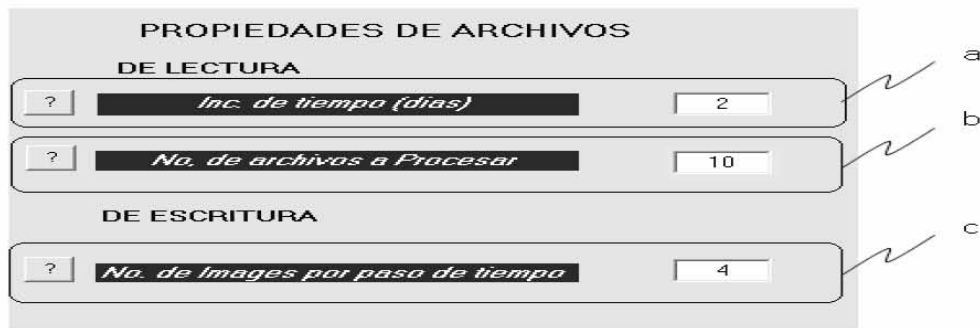 PROPIEDADES DE ARCHIVOS
DE LECTURA
? Inc. de tiempo (dias) 2
a
? No, de archivos a Procesar 10
b
DE ESCRITURA
? No. de Images por paso de tiempo 4
c